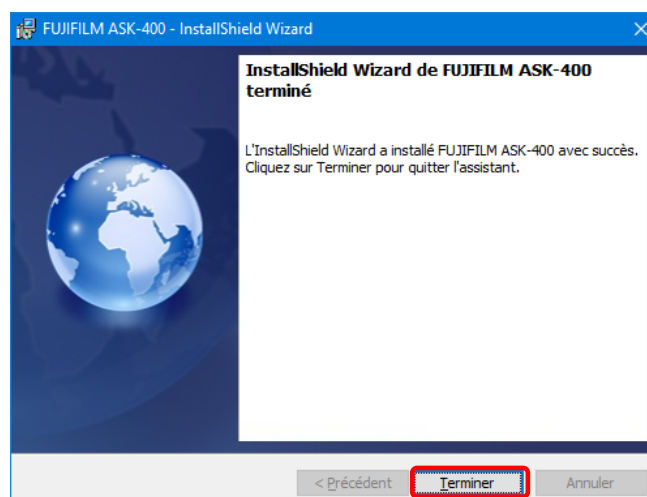 FUJIFILM ASK-400 - InstallShield Wizard
InstallShield Wizard de FUJIFILM ASK-400
terminé
L'InstallShield Wizard a installé FUJIFILM ASK-400 avec succès.
Cliquez sur Terminer pour quitter l'assistant.
< Précédent Terminer Annuler